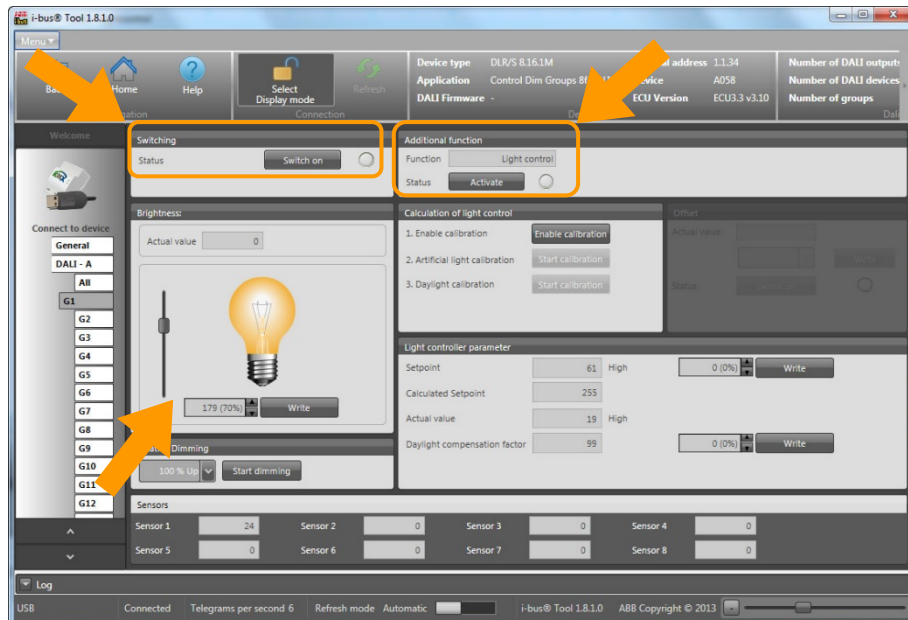 i-bus® Tool 1.8.1.0
Menu
Home
Help
Select
Display mode
Refresh
Connection
Device type DLR/S 8.16.1M
Application Control Dim Groups 8f
DALI Firmware -
address 1.1.34
A058
ECU Version ECU3.3 v3.10
Number of DALI outputs
Number of DALI devices
Number of groups
Welcome
Connect to device
General
DALI - A
All
G1
G2
G3
G4
G5
G6
G7
G8
G9
G10
G11
G12
Switching
Status Switch on
Additional function
Function Light control
Status Activate
Brightness:
Actual value 0
179 (70%) Write
Dimming
100 % Up Start dimming
Calculation of light control
1. Enable calibration Enable calibration
2. Artificial light calibration Start calibration
3. Daylight calibration Start calibration
Offset
Actual value
Write
Status
Light controller parameter
Setpoint 61 High 0 (0%) Write
Calculated Setpoint 255
Actual value 19 High
Daylight compensation factor 99 0 (0%) Write
Sensors
Sensor 1 24 Sensor 2 0 Sensor 3 0 Sensor 4 0
Sensor 5 0 Sensor 6 0 Sensor 7 0 Sensor 8 0
Log
USB Connected Telegrams per second 6 Refresh mode Automatic i-bus® Tool 1.8.1.0 ABB Copyright © 2013